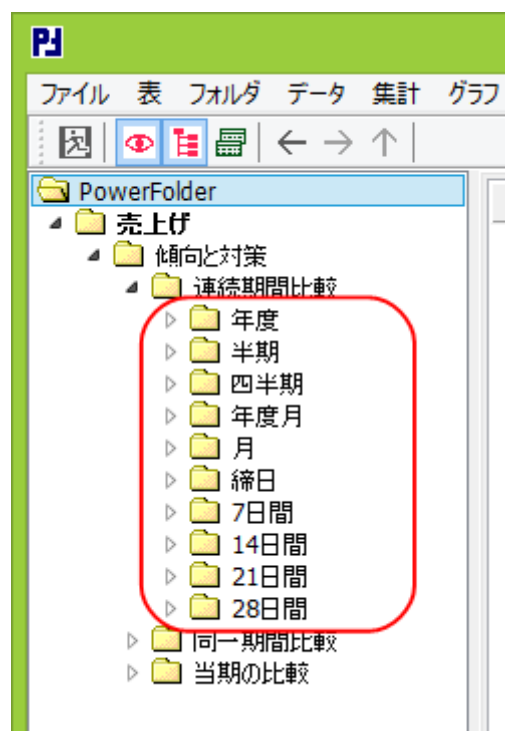 PJ
ファイル 表 フォルダ データ 集計 グラフ
PowerFolder
売上げ
傾向と対策
連続期間比較
年度
半期
四半期
年度月
月
締日
7日間
14日間
21日間
28日間
同一期間比較
当期の比較